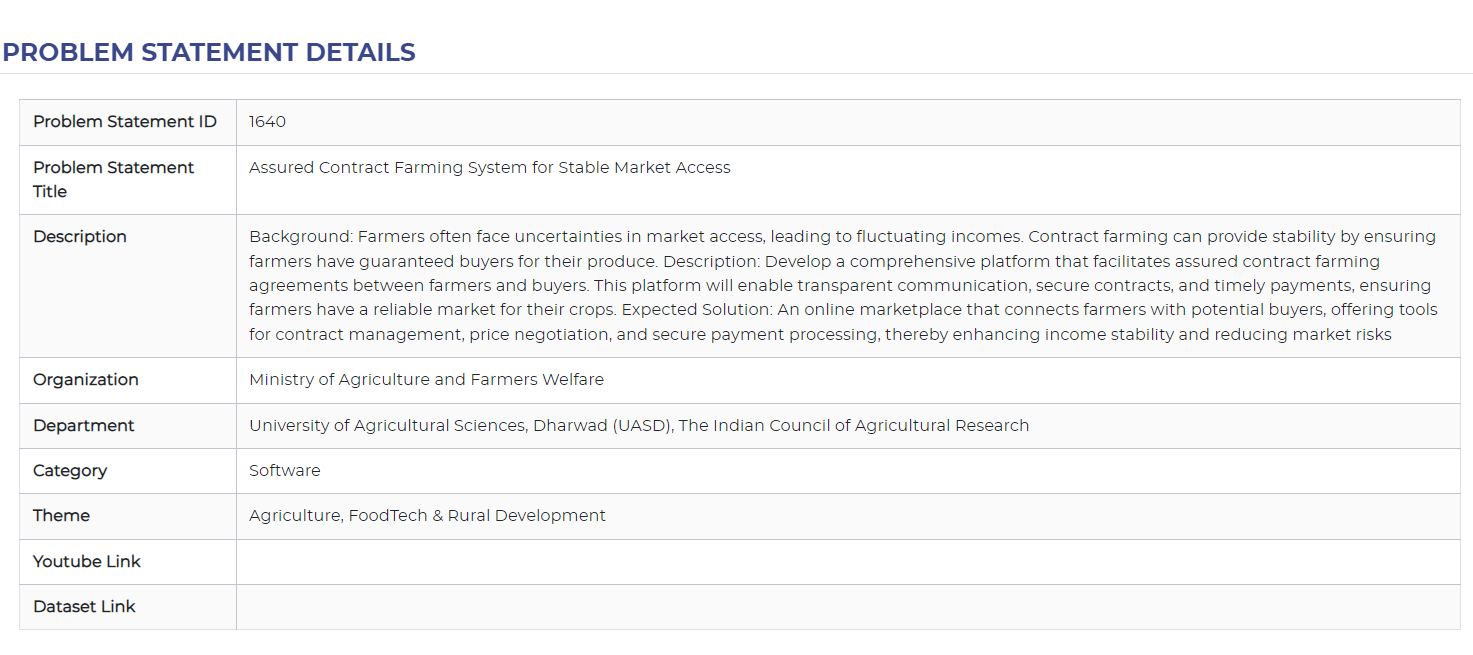 PROBLEM STATEMENT DETAILS
Problem Statement ID
1640
Problem Statement
Title
Assured Contract Farming System for Stable Market Access
Description
Background: Farmers often face uncertainties in market access, leading to fluctuating incomes. Contract farming can provide stability by ensuring
farmers have guaranteed buyers for their produce. Description: Develop a comprehensive platform that facilitates assured contract farming
agreements between farmers and buyers. This platform will enable transparent communication, secure contracts, and timely payments, ensuring
farmers have a reliable market for their crops. Expected Solution: An online marketplace that connects farmers with potential buyers, offering tools
for contract management, price negotiation, and secure payment processing, thereby enhancing income stability and reducing market risks
Organization
Ministry of Agriculture and Farmers Welfare
Department
University of Agricultural Sciences, Dharwad (UASD), The Indian Council of Agricultural Research
Category
Software
Theme
Agriculture, FoodTech & Rural Development
Youtube Link
Dataset Link